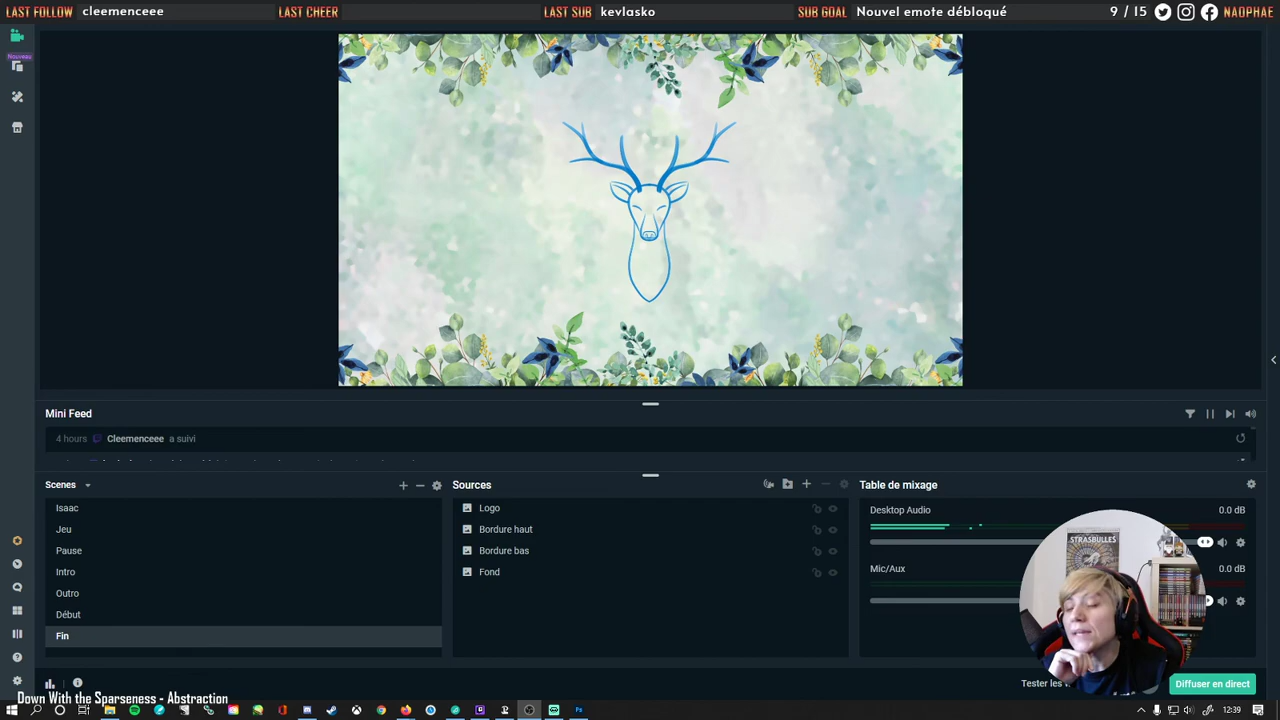 LAST FOLLOW cleemenceee LAST CHEER LAST SUB kevlasko SUB GOAL Nouvel emote débloqué 9 / 15 NAOPHAE
Nouveau
Mini Feed
4 hours Cleemenceee a suivi
Scenes
Isaac
Jeu
Pause
Intro
Outro
Début
Fin
Sources
Logo
Bordure haut
Bordure bas
Fond
Table de mixage
Desktop Audio 0.0 dB
Mic/Aux 0.0 dB
STRASBULLES
Tester les
Diffuser en direct
Down With the Sparseness - Abstraction
12:39